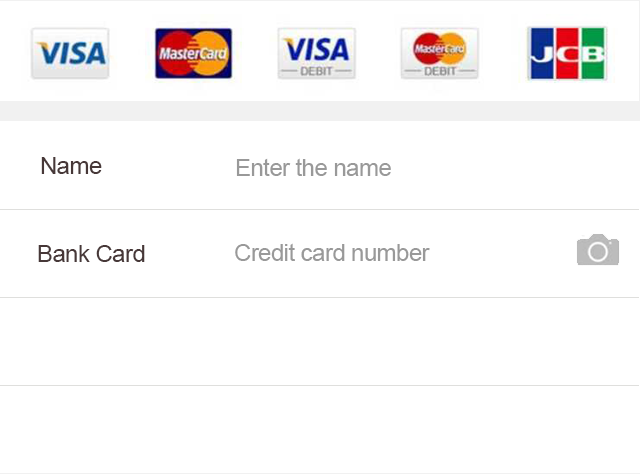 VISA MasterCard VISA MasterCard JCB
DEBIT DEBIT
Name Enter the name
Bank Card Credit card number